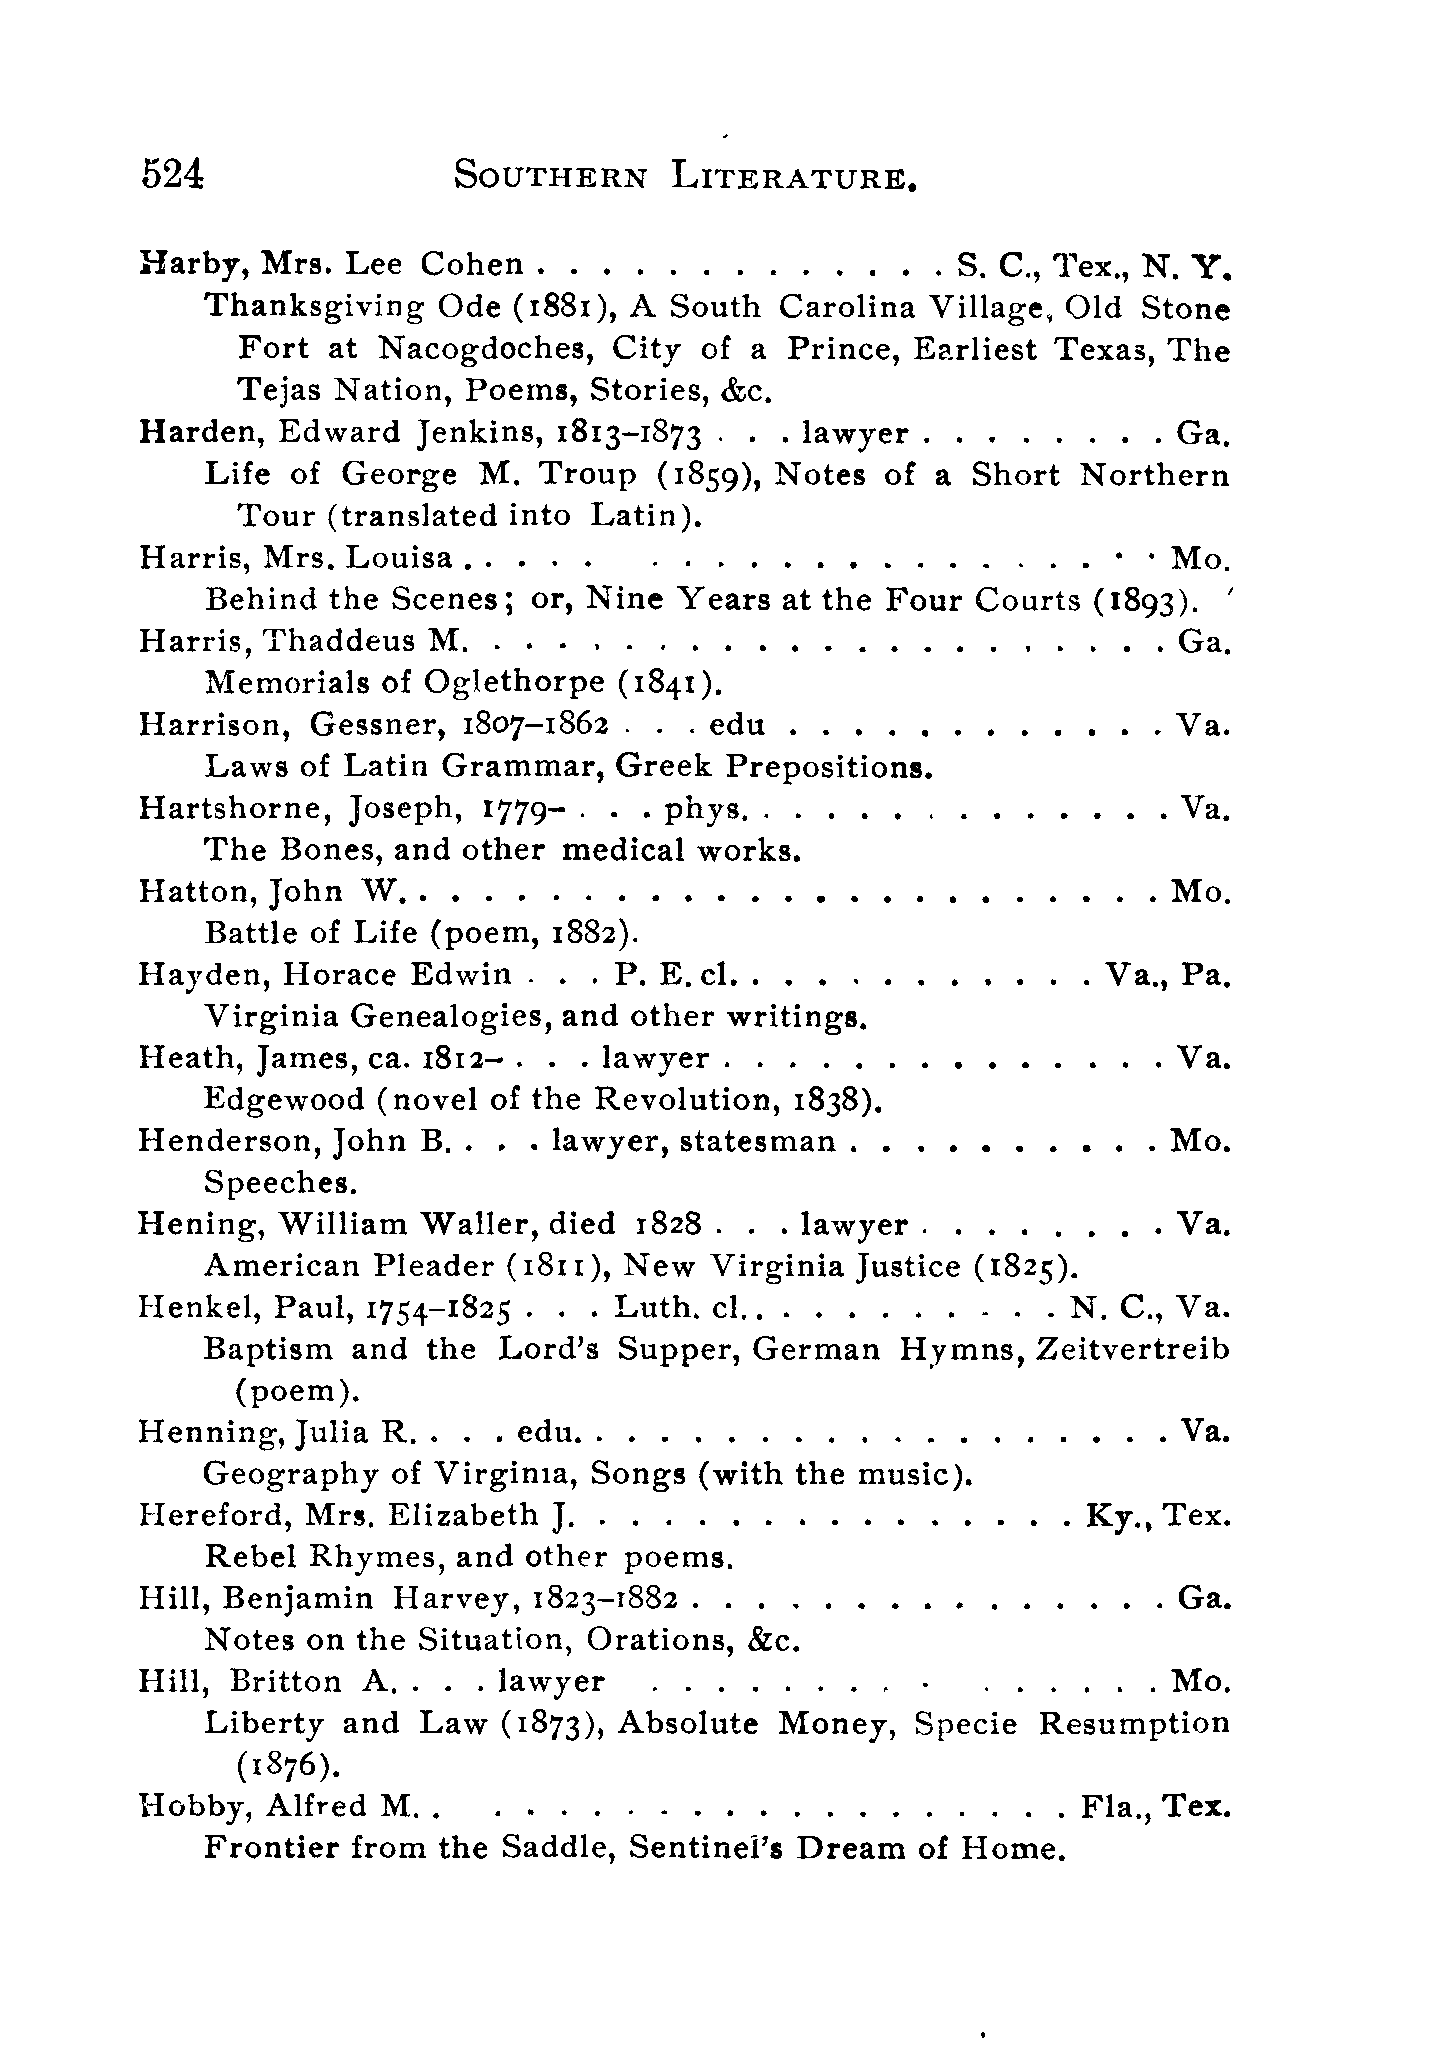 524 SOUTHERN LITERATURE.
Harby, Mrs. Lee Cohen . . . . . . . . . . . . . S. C., Tex., N. Y.
Thanksgiving Ode (1881), A South Carolina Village, Old Stone
Fort at Nacogdoches, City of a Prince, Earliest Texas, The
Tejas Nation, Poems, Stories, &c.
Harden, Edward Jenkins, 1813–1873 . . . lawyer . . . . . . . . Ga.
Life of George M. Troup (1859), Notes of a Short Northern
Tour (translated into Latin).
Harris, Mrs. Louisa . . . . . . . . . . . . . . . . . . . . . Mo.
Behind the Scenes; or, Nine Years at the Four Courts (1893).
Harris, Thaddeus M. . . . . . . . . . . . . . . . . . . . . . Ga.
Memorials of Oglethorpe (1841).
Harrison, Gessner, 1807–1862 . . . edu . . . . . . . . . . . . Va.
Laws of Latin Grammar, Greek Prepositions.
Hartshorne, Joseph, 1779– . . . phys. . . . . . . . . . . . . . Va.
The Bones, and other medical works.
Hatton, John W. . . . . . . . . . . . . . . . . . . . . . . . Mo.
Battle of Life (poem, 1882).
Hayden, Horace Edwin . . . P. E. cl. . . . . . . . . . . . Va., Pa.
Virginia Genealogies, and other writings.
Heath, James, ca. 1812– . . . lawyer . . . . . . . . . . . . . . Va.
Edgewood (novel of the Revolution, 1838).
Henderson, John B. . . . lawyer, statesman . . . . . . . . . . Mo.
Speeches.
Hening, William Waller, died 1828 . . . lawyer . . . . . . . . Va.
American Pleader (1811), New Virginia Justice (1825).
Henkel, Paul, 1754–1825 . . . Luth. cl. . . . . . . . . . . N. C., Va.
Baptism and the Lord's Supper, German Hymns, Zeitvertreib
(poem).
Henning, Julia R. . . . edu. . . . . . . . . . . . . . . . . . . Va.
Geography of Virginia, Songs (with the music).
Hereford, Mrs. Elizabeth J. . . . . . . . . . . . . . . . Ky., Tex.
Rebel Rhymes, and other poems.
Hill, Benjamin Harvey, 1823–1882 . . . . . . . . . . . . . . . Ga.
Notes on the Situation, Orations, &c.
Hill, Britton A. . . . lawyer . . . . . . . . . . . . . . . Mo.
Liberty and Law (1873), Absolute Money, Specie Resumption
(1876).
Hobby, Alfred M. . . . . . . . . . . . . . . . . . . . Fla., Tex.
Frontier from the Saddle, Sentinel's Dream of Home.